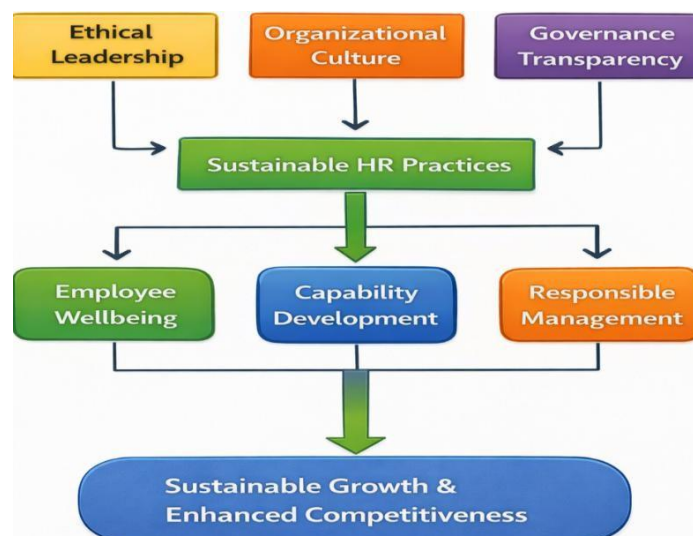 Ethical
Leadership
Organizational
Culture
Governance
Transparency
Sustainable HR Practices
Employee
Wellbeing
Capability
Development
Responsible
Management
Sustainable Growth &
Enhanced Competitiveness